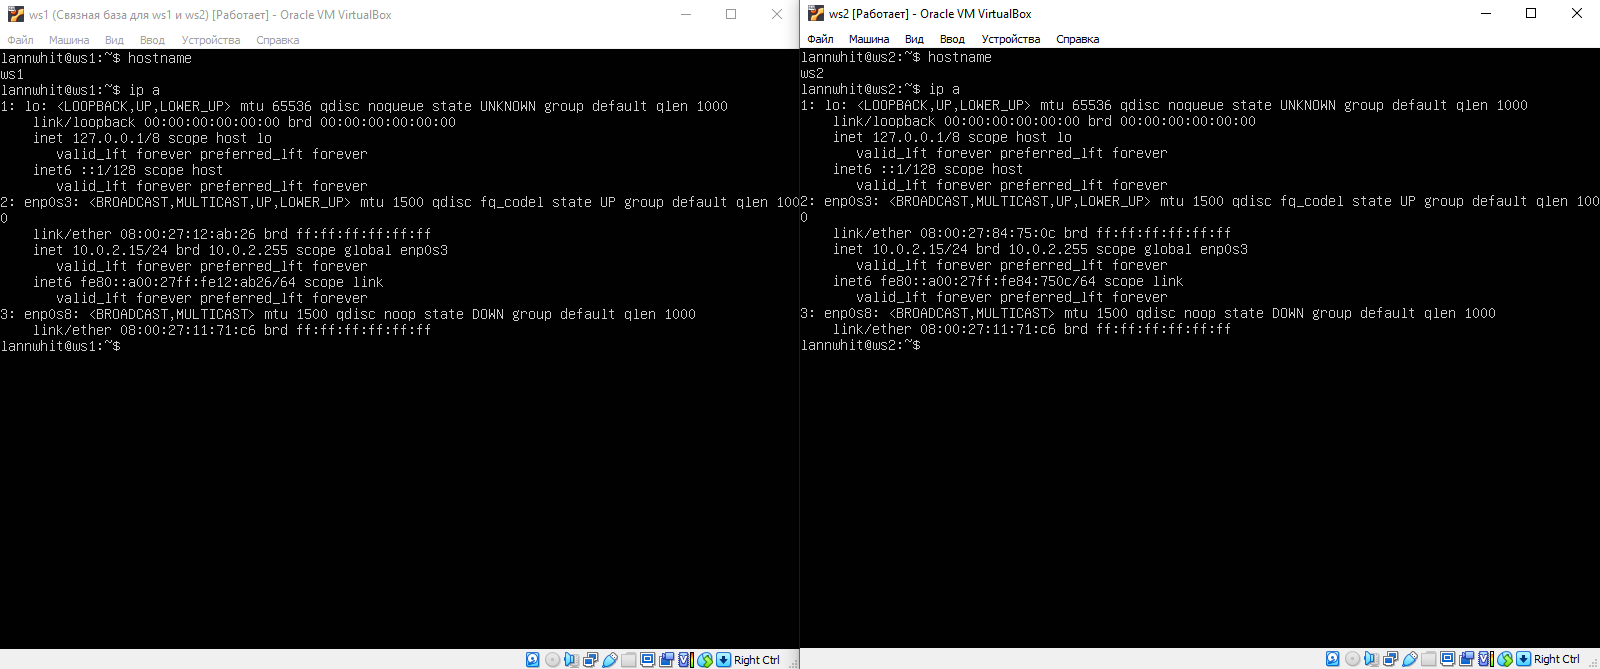 ws1 (Связная база для ws1 и ws2) [Работает] - Oracle VM VirtualBox
Файл Машина Вид Ввод Устройства Справка
lannwhit@ws1:~$ hostname
ws1
lannwhit@ws1:~$ ip a
1: lo: <LOOPBACK,UP,LOWER_UP> mtu 65536 qdisc noqueue state UNKNOWN group default qlen 1000
link/loopback 00:00:00:00:00:00 brd 00:00:00:00:00:00
inet 127.0.0.1/8 scope host lo
valid_lft forever preferred_lft forever
inet6 ::1/128 scope host
valid_lft forever preferred_lft forever
2: enp0s3: <BROADCAST,MULTICAST,UP,LOWER_UP> mtu 1500 qdisc fq_codel state UP group default qlen 100
0
link/ether 08:00:27:12:ab:26 brd ff:ff:ff:ff:ff:ff
inet 10.0.2.15/24 brd 10.0.2.255 scope global enp0s3
valid_lft forever preferred_lft forever
inet6 fe80::a00:27ff:fe12:ab26/64 scope link
valid_lft forever preferred_lft forever
3: enp0s8: <BROADCAST,MULTICAST> mtu 1500 qdisc noop state DOWN group default qlen 1000
link/ether 08:00:27:11:71:c6 brd ff:ff:ff:ff:ff:ff
lannwhit@ws1:~$
Right Ctrl
ws2 [Работает] - Oracle VM VirtualBox
Файл Машина Вид Ввод Устройства Справка
lannwhit@ws2:~$ hostname
ws2
lannwhit@ws2:~$ ip a
1: lo: <LOOPBACK,UP,LOWER_UP> mtu 65536 qdisc noqueue state UNKNOWN group default qlen 1000
link/loopback 00:00:00:00:00:00 brd 00:00:00:00:00:00
inet 127.0.0.1/8 scope host lo
valid_lft forever preferred_lft forever
inet6 ::1/128 scope host
valid_lft forever preferred_lft forever
2: enp0s3: <BROADCAST,MULTICAST,UP,LOWER_UP> mtu 1500 qdisc fq_codel state UP group default qlen 100
0
link/ether 08:00:27:84:75:0c brd ff:ff:ff:ff:ff:ff
inet 10.0.2.15/24 brd 10.0.2.255 scope global enp0s3
valid_lft forever preferred_lft forever
inet6 fe80::a00:27ff:fe84:750c/64 scope link
valid_lft forever preferred_lft forever
3: enp0s8: <BROADCAST,MULTICAST> mtu 1500 qdisc noop state DOWN group default qlen 1000
link/ether 08:00:27:11:71:c6 brd ff:ff:ff:ff:ff:ff
lannwhit@ws2:~$
Right Ctrl